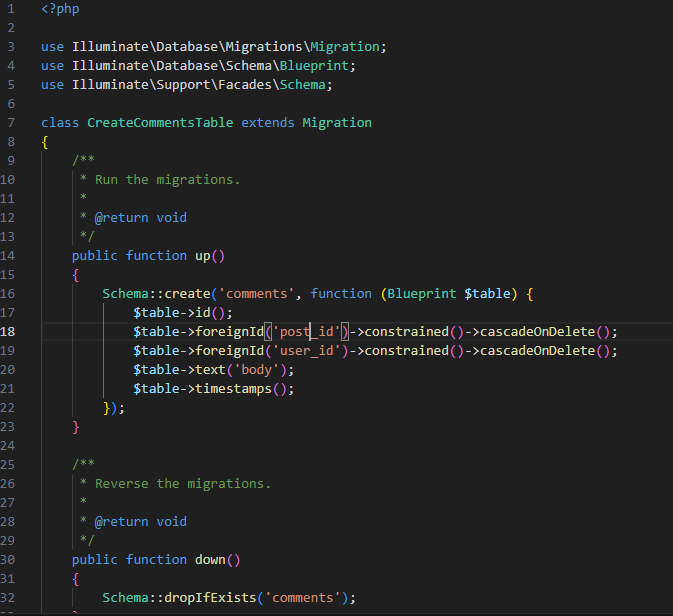 1 <?php
2
3 use Illuminate\Database\Migrations\Migration;
4 use Illuminate\Database\Schema\Blueprint;
5 use Illuminate\Support\Facades\Schema;
6
7 class CreateCommentsTable extends Migration
8 {
9     /**
10      * Run the migrations.
11      *
12      * @return void
13      */
14     public function up()
15     {
16         Schema::create('comments', function (Blueprint $table) {
17             $table->id();
18             $table->foreignId('post_id')->constrained()->cascadeOnDelete();
19             $table->foreignId('user_id')->constrained()->cascadeOnDelete();
20             $table->text('body');
21             $table->timestamps();
22         });
23     }
24
25     /**
26      * Reverse the migrations.
27      *
28      * @return void
29      */
30     public function down()
31     {
32         Schema::dropIfExists('comments');